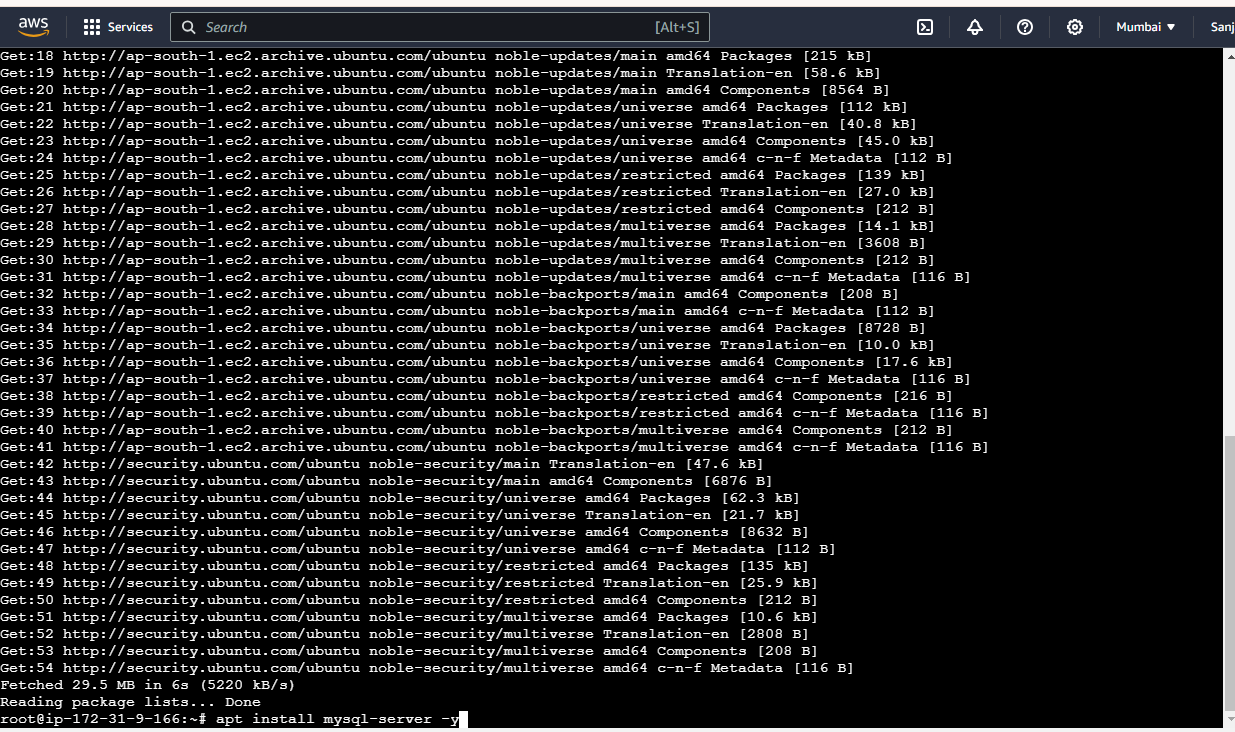 aws
Services
Search
[Alt+S]
Mumbai
Sanj
Get:18 http://ap-south-1.ec2.archive.ubuntu.com/ubuntu noble-updates/main amd64 Packages [215 kB]
Get:19 http://ap-south-1.ec2.archive.ubuntu.com/ubuntu noble-updates/main Translation-en [58.6 kB]
Get:20 http://ap-south-1.ec2.archive.ubuntu.com/ubuntu noble-updates/main amd64 Components [8564 B]
Get:21 http://ap-south-1.ec2.archive.ubuntu.com/ubuntu noble-updates/universe amd64 Packages [112 kB]
Get:22 http://ap-south-1.ec2.archive.ubuntu.com/ubuntu noble-updates/universe Translation-en [40.8 kB]
Get:23 http://ap-south-1.ec2.archive.ubuntu.com/ubuntu noble-updates/universe amd64 Components [45.0 kB]
Get:24 http://ap-south-1.ec2.archive.ubuntu.com/ubuntu noble-updates/universe amd64 c-n-f Metadata [112 B]
Get:25 http://ap-south-1.ec2.archive.ubuntu.com/ubuntu noble-updates/restricted amd64 Packages [139 kB]
Get:26 http://ap-south-1.ec2.archive.ubuntu.com/ubuntu noble-updates/restricted Translation-en [27.0 kB]
Get:27 http://ap-south-1.ec2.archive.ubuntu.com/ubuntu noble-updates/restricted amd64 Components [212 B]
Get:28 http://ap-south-1.ec2.archive.ubuntu.com/ubuntu noble-updates/multiverse amd64 Packages [14.1 kB]
Get:29 http://ap-south-1.ec2.archive.ubuntu.com/ubuntu noble-updates/multiverse Translation-en [3608 B]
Get:30 http://ap-south-1.ec2.archive.ubuntu.com/ubuntu noble-updates/multiverse amd64 Components [212 B]
Get:31 http://ap-south-1.ec2.archive.ubuntu.com/ubuntu noble-updates/multiverse amd64 c-n-f Metadata [116 B]
Get:32 http://ap-south-1.ec2.archive.ubuntu.com/ubuntu noble-backports/main amd64 Components [208 B]
Get:33 http://ap-south-1.ec2.archive.ubuntu.com/ubuntu noble-backports/main amd64 c-n-f Metadata [112 B]
Get:34 http://ap-south-1.ec2.archive.ubuntu.com/ubuntu noble-backports/universe amd64 Packages [8728 B]
Get:35 http://ap-south-1.ec2.archive.ubuntu.com/ubuntu noble-backports/universe Translation-en [10.0 kB]
Get:36 http://ap-south-1.ec2.archive.ubuntu.com/ubuntu noble-backports/universe amd64 Components [17.6 kB]
Get:37 http://ap-south-1.ec2.archive.ubuntu.com/ubuntu noble-backports/universe amd64 c-n-f Metadata [116 B]
Get:38 http://ap-south-1.ec2.archive.ubuntu.com/ubuntu noble-backports/restricted amd64 Components [216 B]
Get:39 http://ap-south-1.ec2.archive.ubuntu.com/ubuntu noble-backports/restricted amd64 c-n-f Metadata [116 B]
Get:40 http://ap-south-1.ec2.archive.ubuntu.com/ubuntu noble-backports/multiverse amd64 Components [212 B]
Get:41 http://ap-south-1.ec2.archive.ubuntu.com/ubuntu noble-backports/multiverse amd64 c-n-f Metadata [116 B]
Get:42 http://security.ubuntu.com/ubuntu noble-security/main Translation-en [47.6 kB]
Get:43 http://security.ubuntu.com/ubuntu noble-security/main amd64 Components [6876 B]
Get:44 http://security.ubuntu.com/ubuntu noble-security/universe amd64 Packages [62.3 kB]
Get:45 http://security.ubuntu.com/ubuntu noble-security/universe Translation-en [21.7 kB]
Get:46 http://security.ubuntu.com/ubuntu noble-security/universe amd64 Components [8632 B]
Get:47 http://security.ubuntu.com/ubuntu noble-security/universe amd64 c-n-f Metadata [112 B]
Get:48 http://security.ubuntu.com/ubuntu noble-security/restricted amd64 Packages [135 kB]
Get:49 http://security.ubuntu.com/ubuntu noble-security/restricted Translation-en [25.9 kB]
Get:50 http://security.ubuntu.com/ubuntu noble-security/restricted amd64 Components [212 B]
Get:51 http://security.ubuntu.com/ubuntu noble-security/multiverse amd64 Packages [10.6 kB]
Get:52 http://security.ubuntu.com/ubuntu noble-security/multiverse Translation-en [2808 B]
Get:53 http://security.ubuntu.com/ubuntu noble-security/multiverse amd64 Components [208 B]
Get:54 http://security.ubuntu.com/ubuntu noble-security/multiverse amd64 c-n-f Metadata [116 B]
Fetched 29.5 MB in 6s (5220 kB/s)
Reading package lists... Done
root@ip-172-31-9-166:~# apt install mysql-server -y